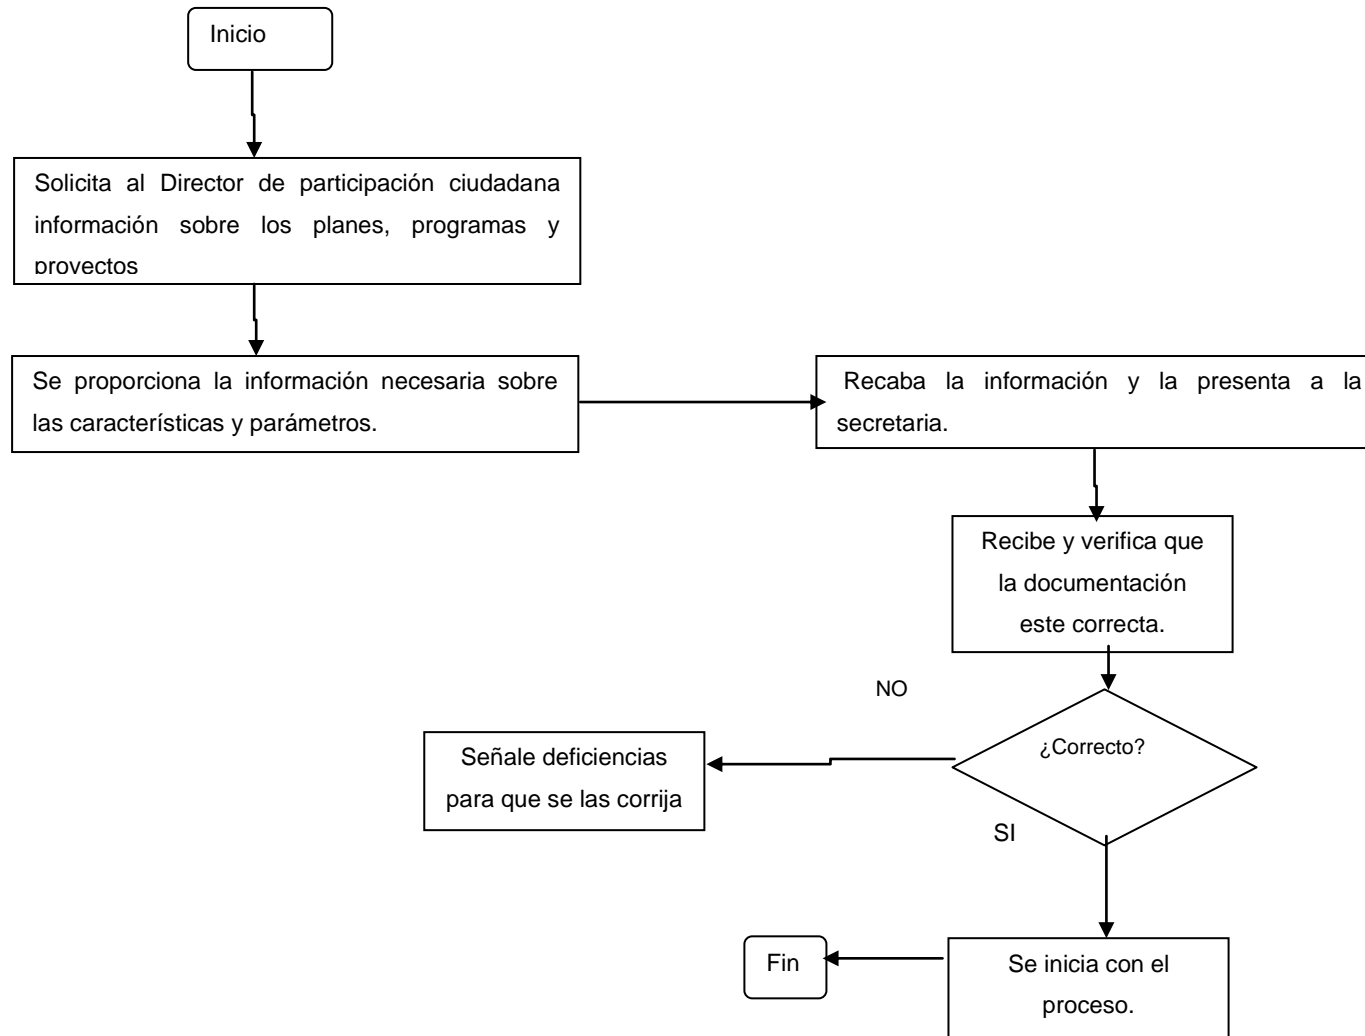 Inicio
Solicita al Director de participación ciudadana
información sobre los planes, programas y
proyectos
Se proporciona la información necesaria sobre
las características y parámetros.
Recaba la información y la presenta a la
secretaria.
Recibe y verifica que
la documentación
este correcta.
NO
¿Correcto?
Señale deficiencias
para que se las corrija
SI
Fin
Se inicia con el
proceso.